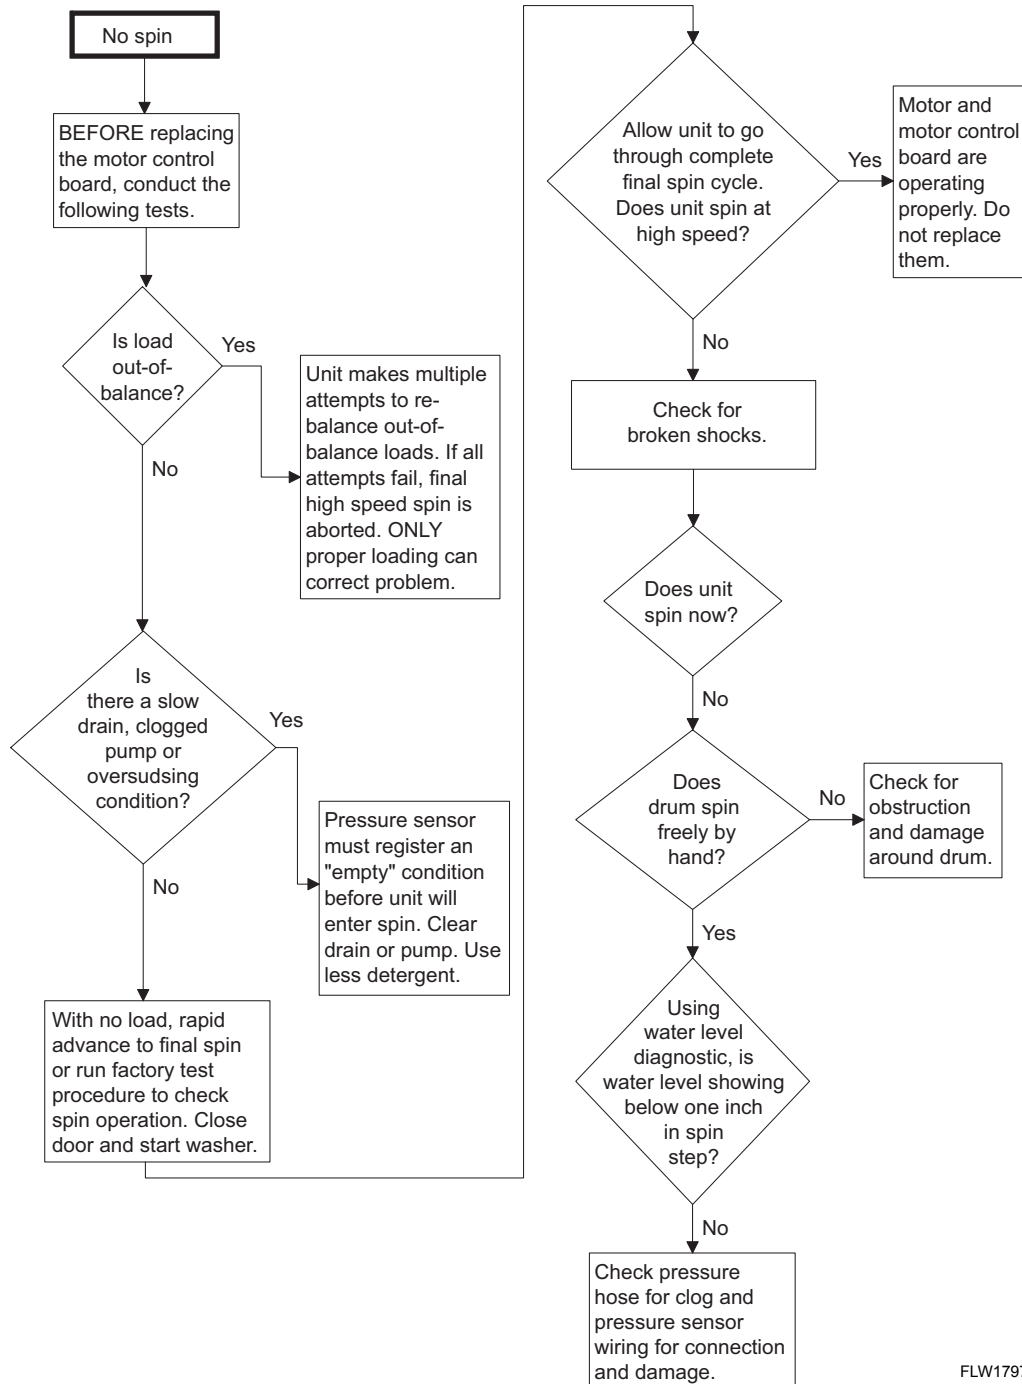 No spin
BEFORE replacing
the motor control
board, conduct the
following tests.
Is load
out-of-
balance?
Yes
Unit makes multiple
attempts to re-
balance out-of-
balance loads. If all
attempts fail, final
high speed spin is
aborted. ONLY
proper loading can
correct problem.
No
Is
there a slow
drain, clogged
pump or
oversudsing
condition?
Yes
Pressure sensor
must register an
"empty" condition
before unit will
enter spin. Clear
drain or pump. Use
less detergent.
No
With no load, rapid
advance to final spin
or run factory test
procedure to check
spin operation. Close
door and start washer.
Allow unit to go
through complete
final spin cycle.
Does unit spin at
high speed?
Yes
Motor and
motor control
board are
operating
properly. Do
not replace
them.
No
Check for
broken shocks.
Does unit
spin now?
No
Does
drum spin
freely by
hand?
No
Check for
obstruction
and damage
around drum.
Yes
Using
water level
diagnostic, is
water level showing
below one inch
in spin
step?
No
Check pressure
hose for clog and
pressure sensor
wiring for connection
and damage.
FLW1797